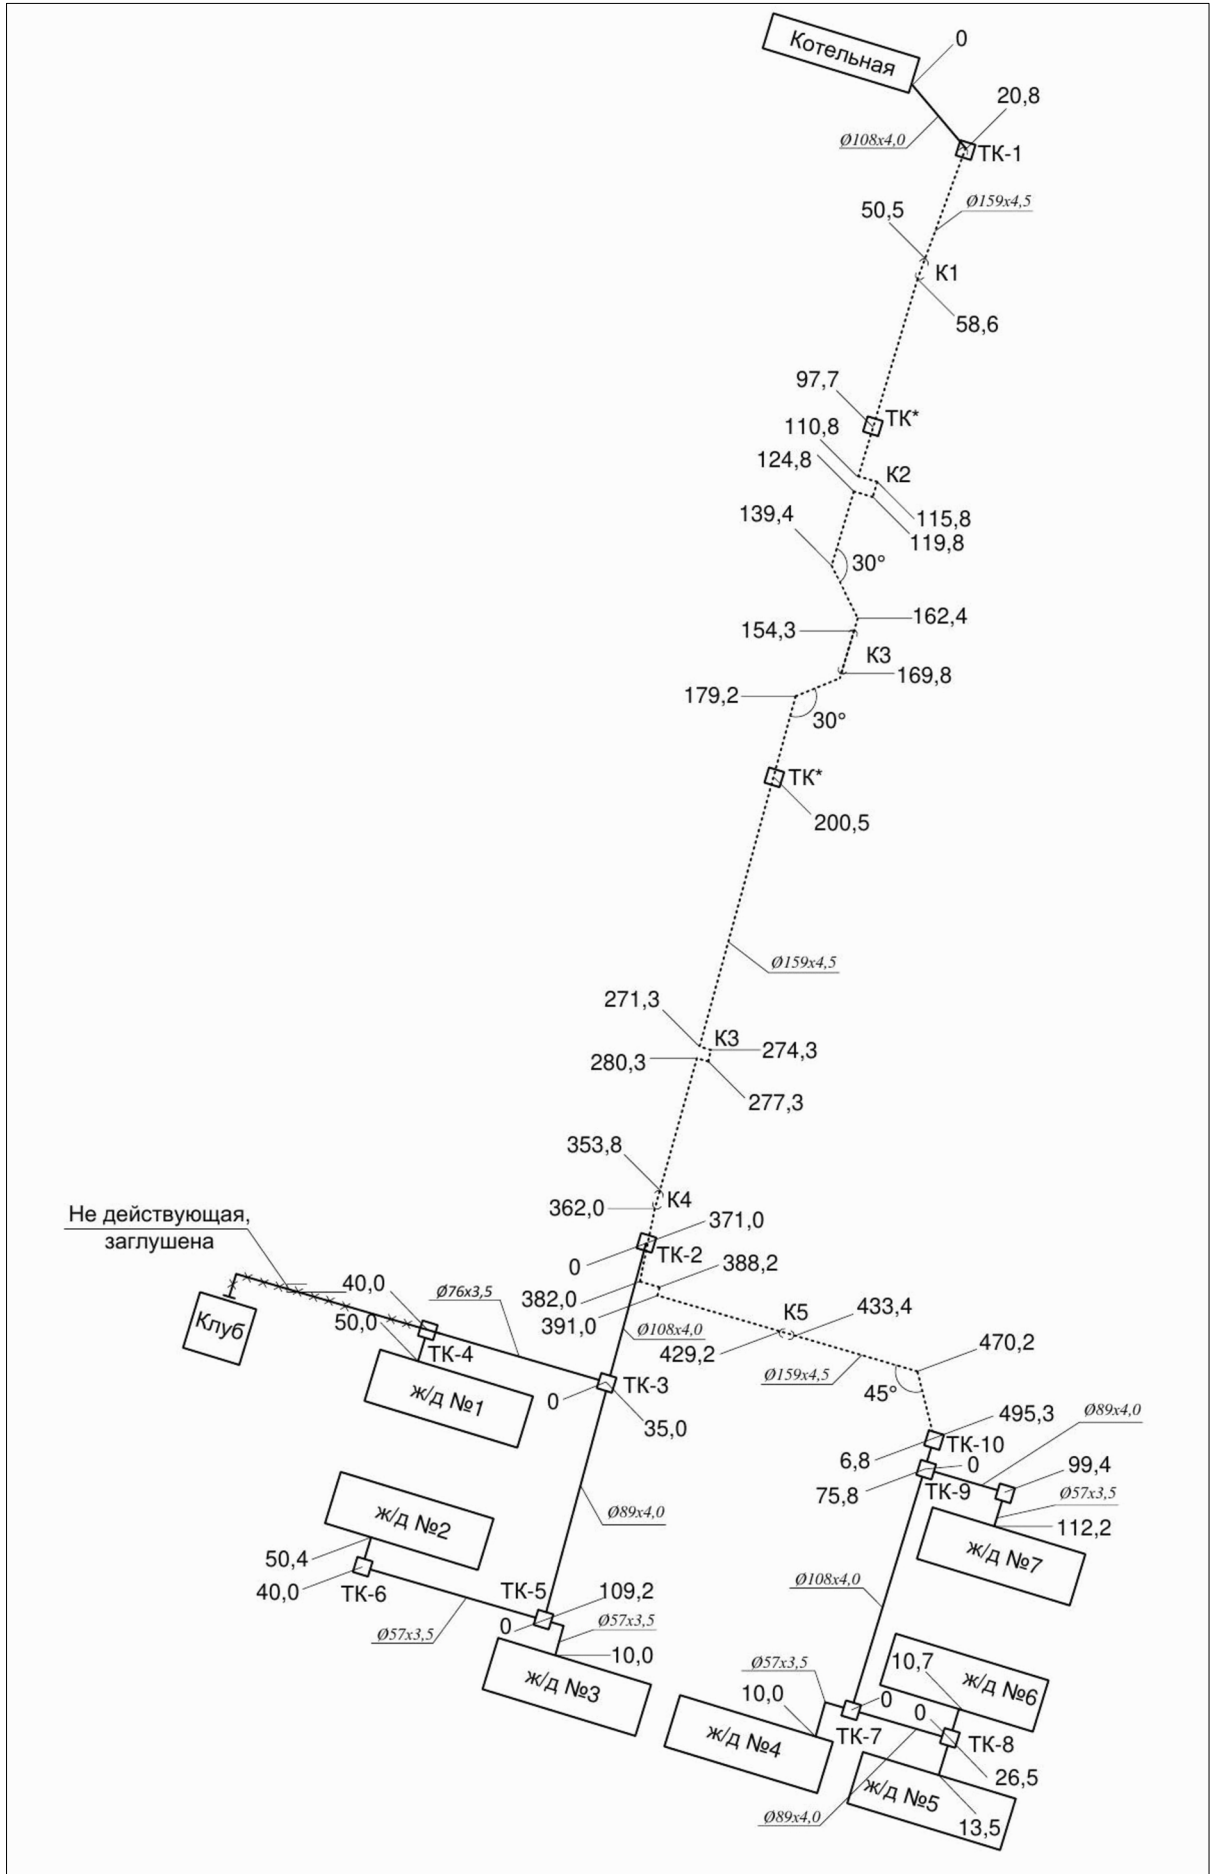 Котельная
0
20,8
Ø108x4,0
ТК-1
50,5
Ø159x4,5
К1
58,6
97,7
ТК*
110,8
124,8
К2
139,4
115,8
119,8
30°
162,4
154,3
К3
169,8
179,2
30°
ТК*
200,5
Ø159x4,5
271,3
К3
274,3
280,3
277,3
353,8
К4
362,0
Не действующая,
заглушена
371,0
ТК-2
0
388,2
40,0
Ø76x3,5
382,0
К5
433,4
Клуб
50,0
391,0
Ø108x4,0
429,2
470,2
ТК-4
Ø159x4,5
ж/д №1
0
ТК-3
45°
35,0
495,3
Ø89x4,0
ТК-10
6,8
0
99,4
75,8
ТК-9
Ø57x3,5
ж/д №2
Ø89x4,0
112,2
ж/д №7
50,4
40,0
ТК-6
ТК-5
109,2
Ø108x4,0
0
Ø57x3,5
Ø57x3,5
10,0
ж/д №3
Ø57x3,5
10,7
ж/д №6
10,0
0
0
ж/д №4
ТК-7
ТК-8
26,5
ж/д №5
Ø89x4,0
13,5